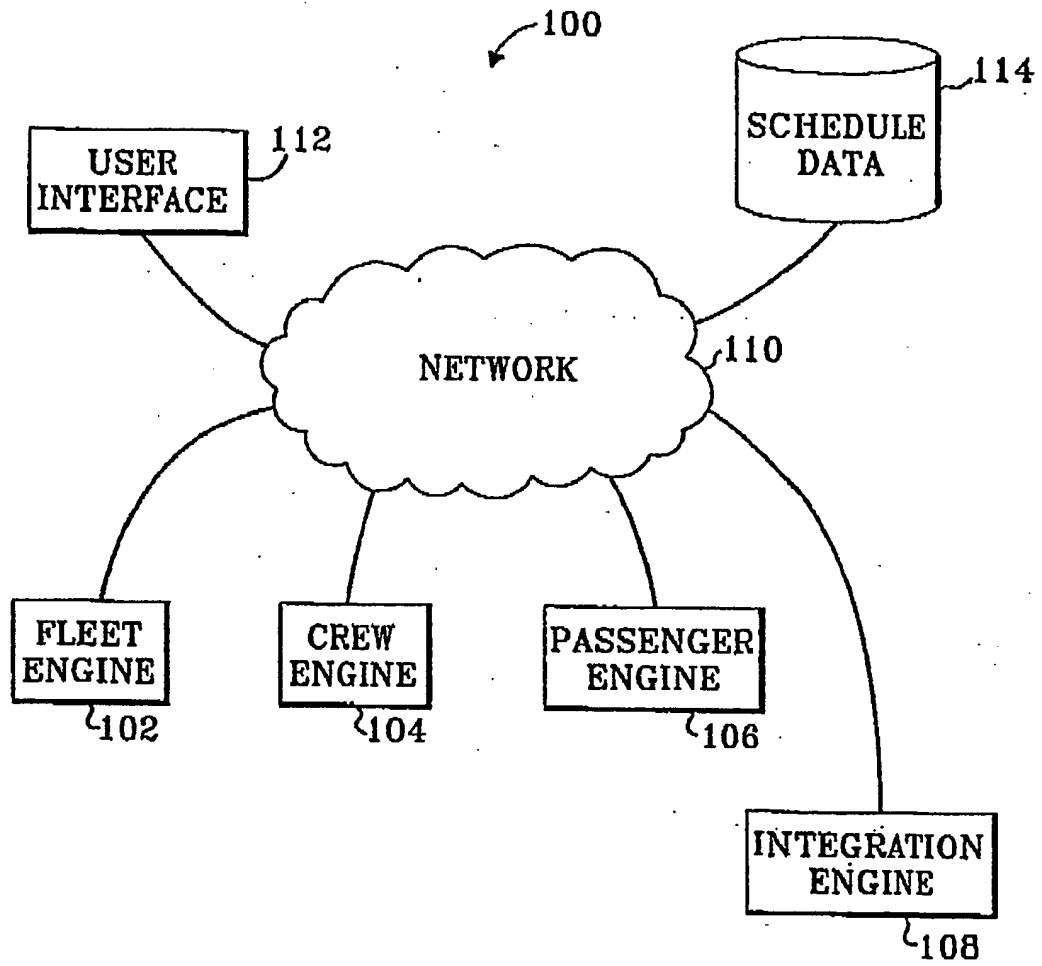 100
114
SCHEDULE
DATA
112
USER
INTERFACE
110
NETWORK
FLEET
ENGINE
102
CREW
ENGINE
104
PASSENGER
ENGINE
106
INTEGRATION
ENGINE
108